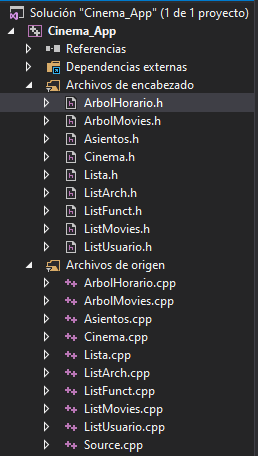 Solución "Cinema_App" (1 de 1 proyecto)
Cinema_App
Referencias
Dependencias externas
Archivos de encabezado
ArbolHorario.h
ArbolMovies.h
Asientos.h
Cinema.h
Lista.h
ListArch.h
ListFunct.h
ListMovies.h
ListUsuario.h
Archivos de origen
ArbolHorario.cpp
ArbolMovies.cpp
Asientos.cpp
Cinema.cpp
Lista.cpp
ListArch.cpp
ListFunct.cpp
ListMovies.cpp
ListUsuario.cpp
Source.cpp